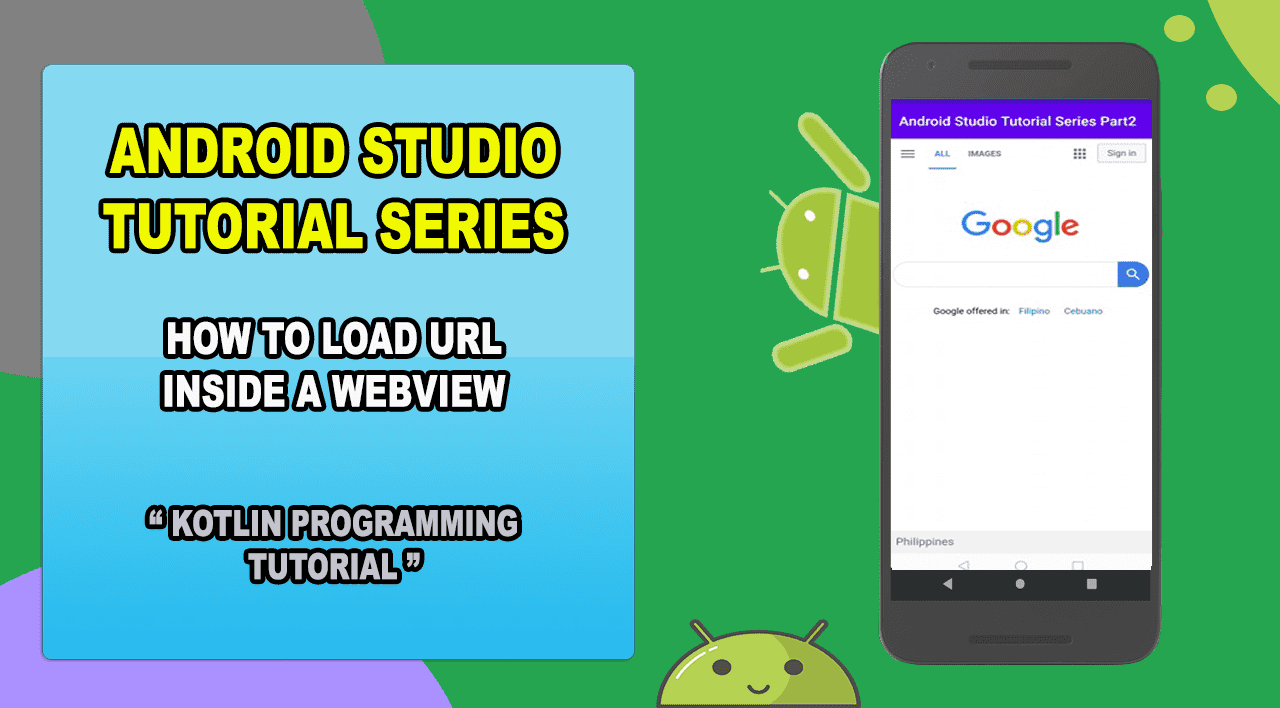 ANDROID STUDIO
TUTORIAL SERIES
HOW TO LOAD URL
INSIDE A WEBVIEW
“ KOTLIN PROGRAMMING
TUTORIAL ”
Android Studio Tutorial Series Part2
ALL IMAGES Sign in
Google
Google offered in: Filipino Cebuano
Philippines